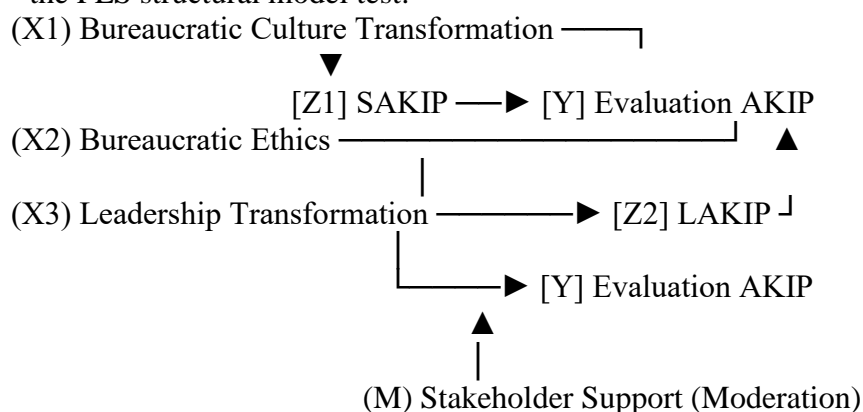 the PLS structural model test.
(X1) Bureaucratic Culture Transformation
[Z1] SAKIP [Y] Evaluation AKIP
(X2) Bureaucratic Ethics
(X3) Leadership Transformation [Z2] LAKIP
[Y] Evaluation AKIP
(M) Stakeholder Support (Moderation)